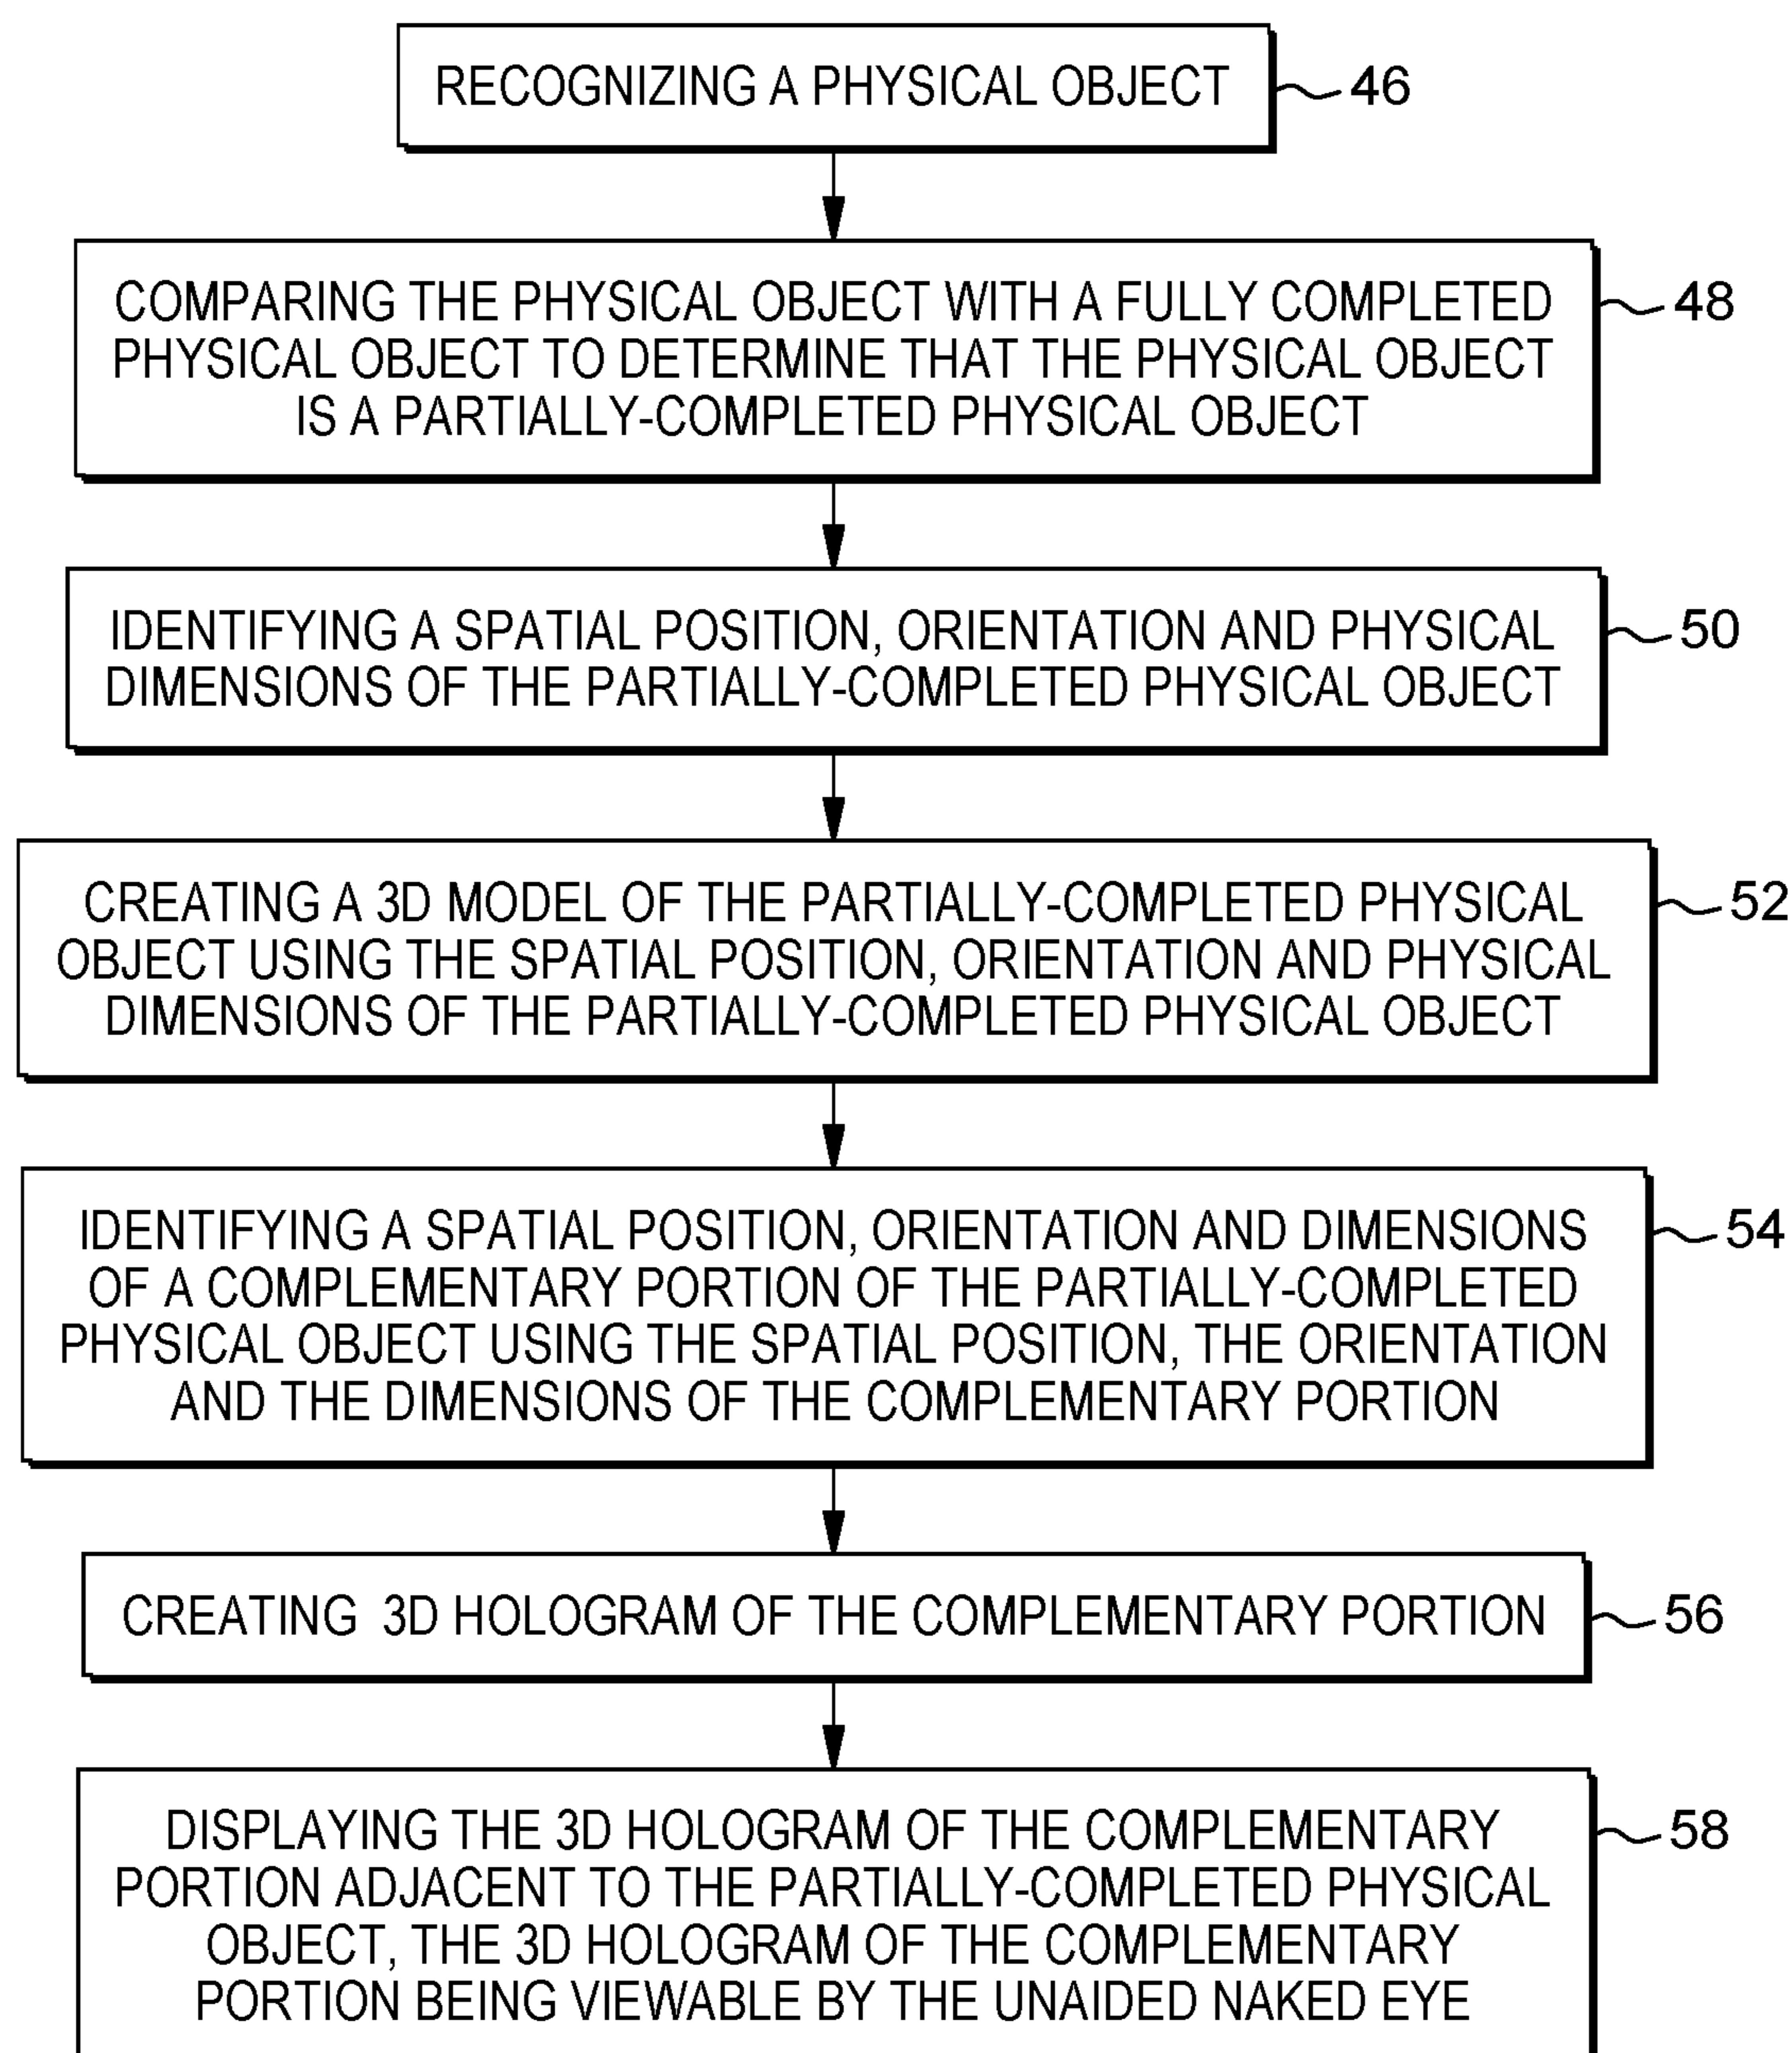 RECOGNIZING A PHYSICAL OBJECT
46
COMPARING THE PHYSICAL OBJECT WITH A FULLY COMPLETED
PHYSICAL OBJECT TO DETERMINE THAT THE PHYSICAL OBJECT
IS A PARTIALLY-COMPLETED PHYSICAL OBJECT
48
IDENTIFYING A SPATIAL POSITION, ORIENTATION AND PHYSICAL
DIMENSIONS OF THE PARTIALLY-COMPLETED PHYSICAL OBJECT
50
CREATING A 3D MODEL OF THE PARTIALLY-COMPLETED PHYSICAL
OBJECT USING THE SPATIAL POSITION, ORIENTATION AND PHYSICAL
DIMENSIONS OF THE PARTIALLY-COMPLETED PHYSICAL OBJECT
52
IDENTIFYING A SPATIAL POSITION, ORIENTATION AND DIMENSIONS
OF A COMPLEMENTARY PORTION OF THE PARTIALLY-COMPLETED
PHYSICAL OBJECT USING THE SPATIAL POSITION, THE ORIENTATION
AND THE DIMENSIONS OF THE COMPLEMENTARY PORTION
54
CREATING 3D HOLOGRAM OF THE COMPLEMENTARY PORTION
56
DISPLAYING THE 3D HOLOGRAM OF THE COMPLEMENTARY
PORTION ADJACENT TO THE PARTIALLY-COMPLETED PHYSICAL
OBJECT, THE 3D HOLOGRAM OF THE COMPLEMENTARY
PORTION BEING VIEWABLE BY THE UNAIDED NAKED EYE
58